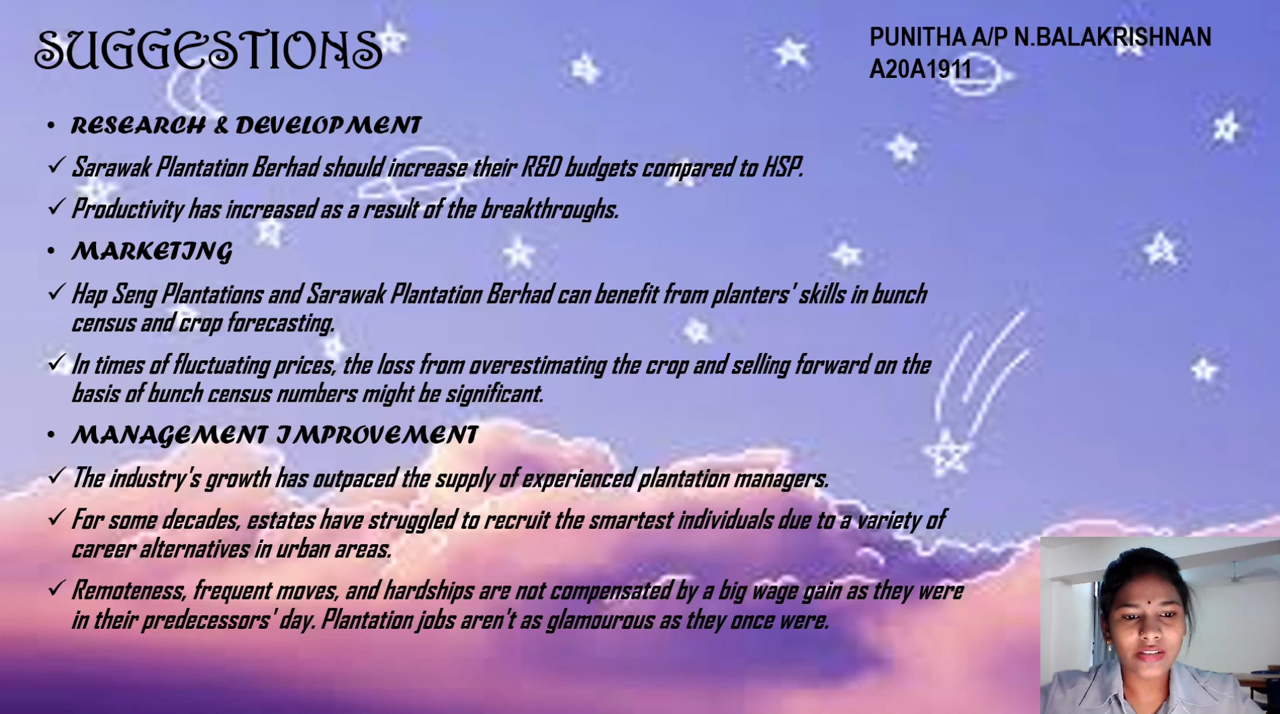 SUGGESTIONS
PUNITHA A/P N.BALAKRISHNAN
A20A1911
• RESEARCH & DEVELOPMENT
✓ Sarawak Plantation Berhad should increase their R&D budgets compared to HSP.
✓ Productivity has increased as a result of the breakthroughs.
• MARKETING
✓ Hap Seng Plantations and Sarawak Plantation Berhad can benefit from planters' skills in bunch
census and crop forecasting.
✓ In times of fluctuating prices, the loss from overestimating the crop and selling forward on the
basis of bunch census numbers might be significant.
• MANAGEMENT IMPROVEMENT
✓ The industry's growth has outpaced the supply of experienced plantation managers.
✓ For some decades, estates have struggled to recruit the smartest individuals due to a variety of
career alternatives in urban areas.
✓ Remoteness, frequent moves, and hardships are not compensated by a big wage gain as they were
in their predecessors' day. Plantation jobs aren't as glamourous as they once were.